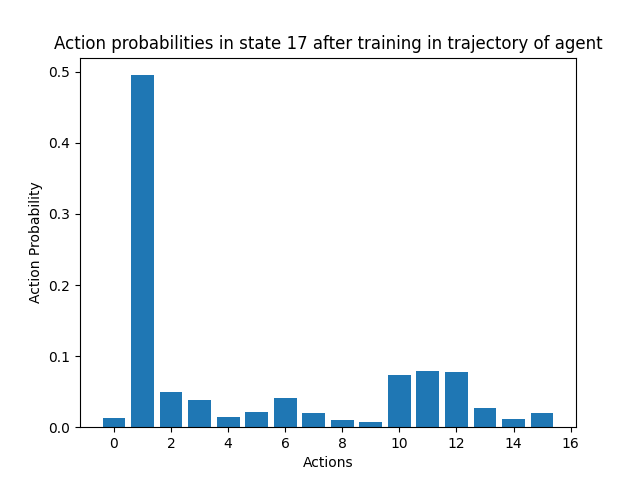 Action probabilities in state 17 after training in trajectory of agent
0.5
0.4
0.3
0.2
0.1
0.0
Action Probability
0 2 4 6 8 10 12 14 16
Actions